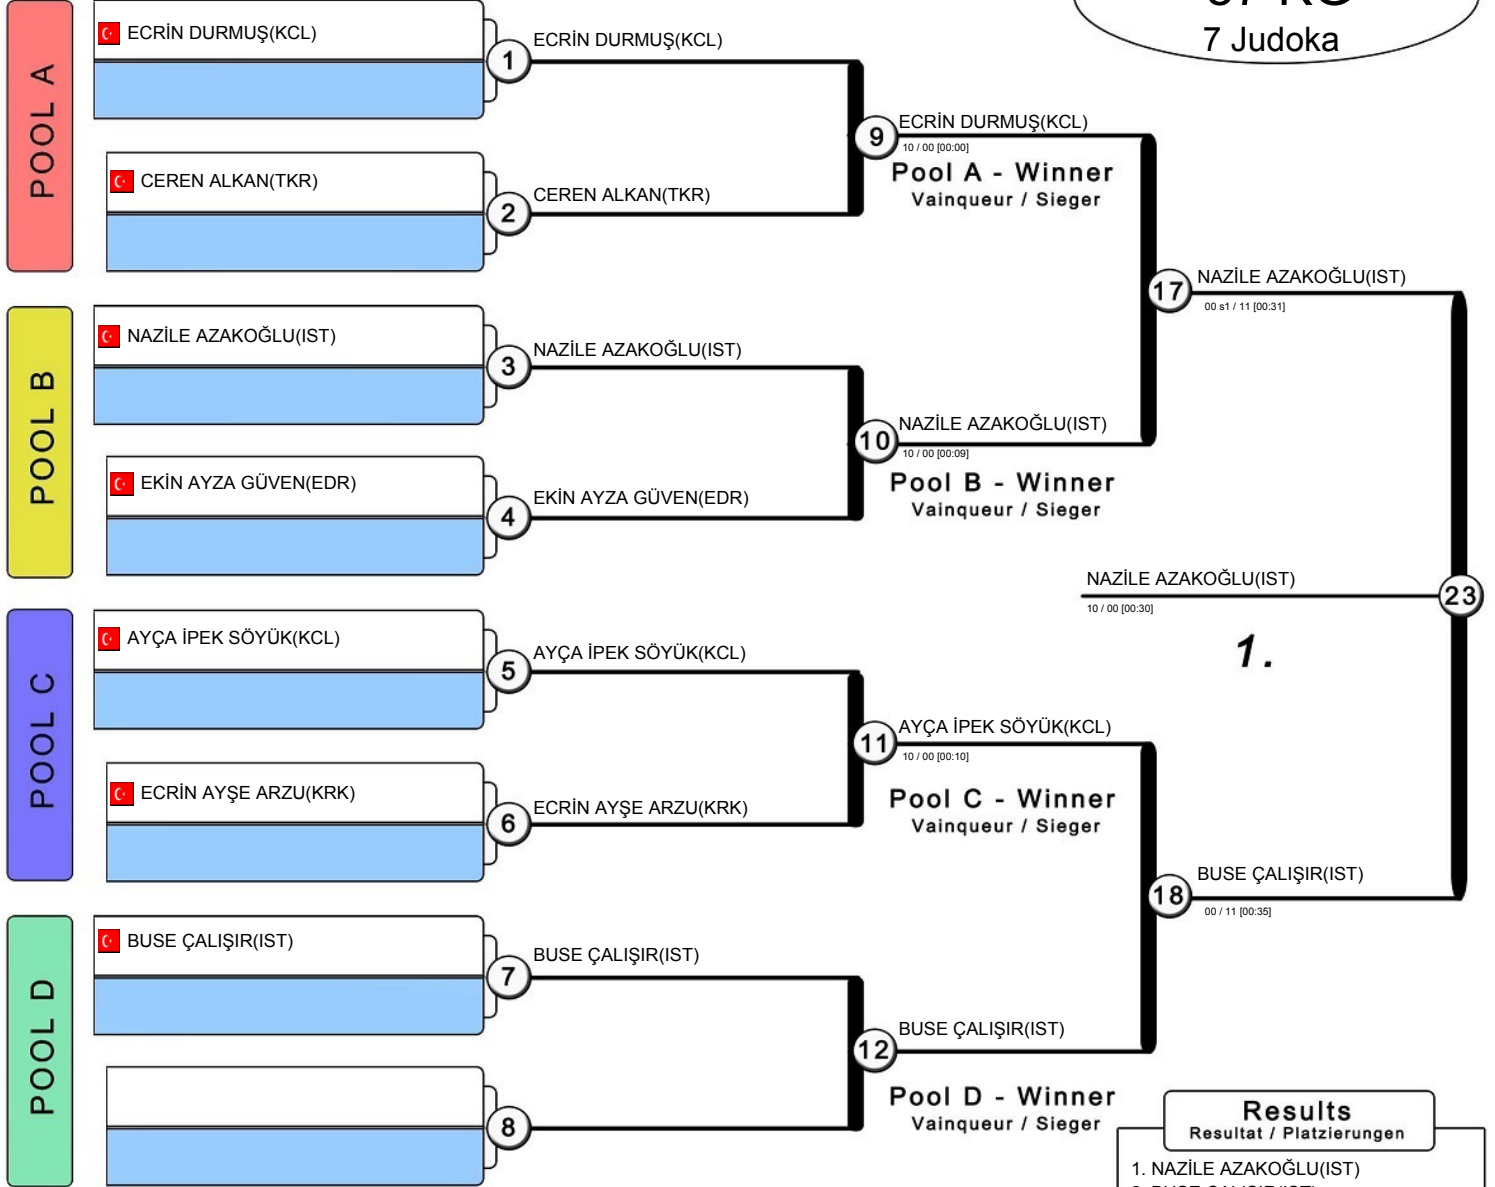 7 Judoka
POOL A
ECRİN DURMUŞ(KCL)
1
ECRİN DURMUŞ(KCL)
CEREN ALKAN(TKR)
2
CEREN ALKAN(TKR)
9
ECRİN DURMUŞ(KCL)
10 / 00 [00:00]
Pool A - Winner
Vainqueur / Sieger
POOL B
NAZİLE AZAKOĞLU(IST)
3
NAZİLE AZAKOĞLU(IST)
EKİN AYZA GÜVEN(EDR)
4
EKİN AYZA GÜVEN(EDR)
10
NAZİLE AZAKOĞLU(IST)
10 / 00 [00:09]
Pool B - Winner
Vainqueur / Sieger
17
NAZİLE AZAKOĞLU(IST)
00 s1 / 11 [00:31]
POOL C
AYÇA İPEK SÖYÜK(KCL)
5
AYÇA İPEK SÖYÜK(KCL)
ECRİN AYŞE ARZU(KRK)
6
ECRİN AYŞE ARZU(KRK)
11
AYÇA İPEK SÖYÜK(KCL)
10 / 00 [00:10]
Pool C - Winner
Vainqueur / Sieger
POOL D
BUSE ÇALIŞIR(IST)
7
BUSE ÇALIŞIR(IST)
8
12
BUSE ÇALIŞIR(IST)
Pool D - Winner
Vainqueur / Sieger
18
BUSE ÇALIŞIR(IST)
00 / 11 [00:35]
NAZİLE AZAKOĞLU(IST)
23
10 / 00 [00:30]
1.
Results
Resultat / Platzierungen
1. NAZİLE AZAKOĞLU(IST)